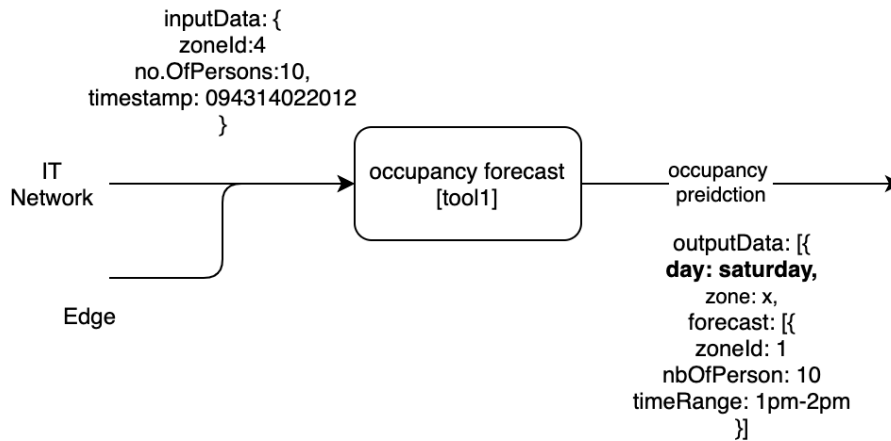 inputData: {
zoneId:4
no.OfPersons:10,
timestamp: 094314022012
}
IT
Network
Edge
occupancy forecast
[tool1]
occupancy
preidction
outputData: [{
day: saturday,
zone: x,
forecast: [{
zoneId: 1
nbOfPerson: 10
timeRange: 1pm-2pm
}]